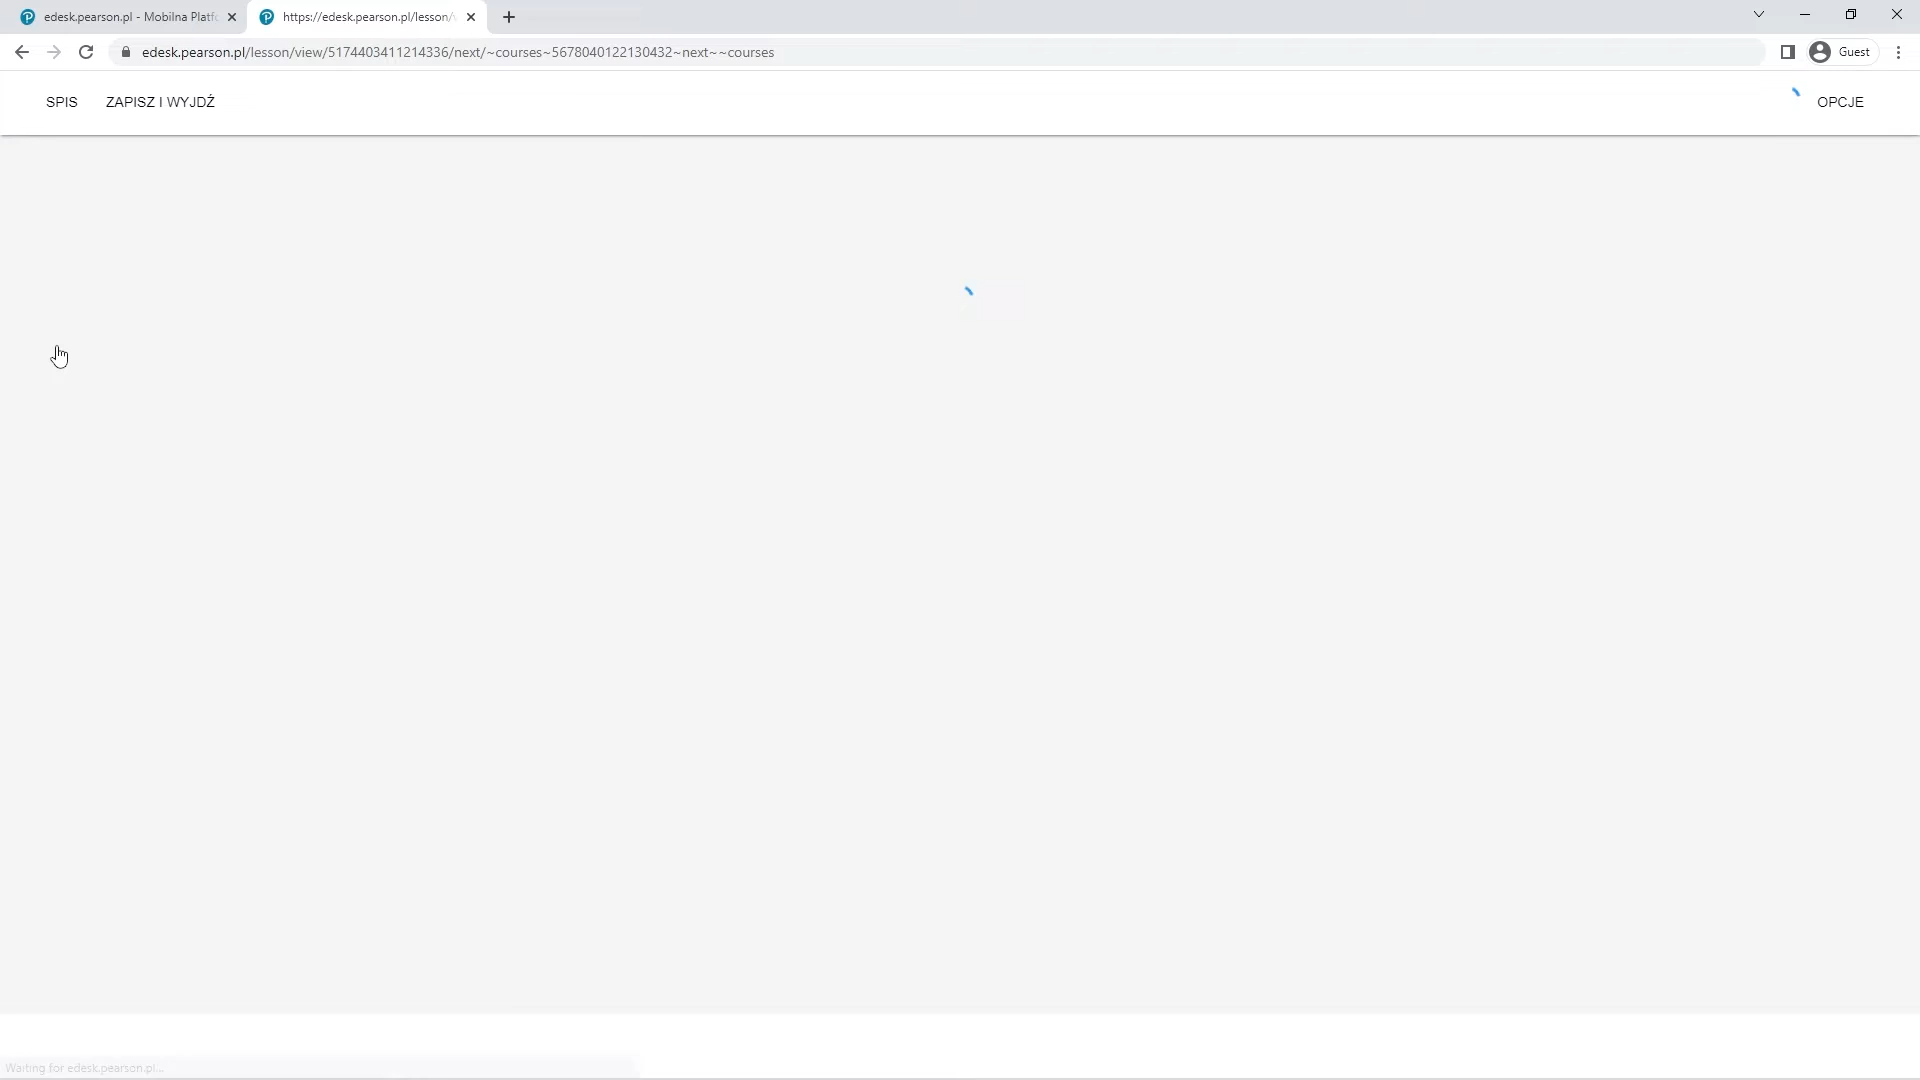 edesk.pearson.pl - Mobilna Platf
https://edesk.pearson.pl/lesson/v
edesk.pearson.pl/lesson/view/5174403411214336/next/~courses~5678040122130432~next~~courses
Guest
SPIS
ZAPISZ I WYJDŹ
OPCJE
Waiting for edesk.pearson.pl...